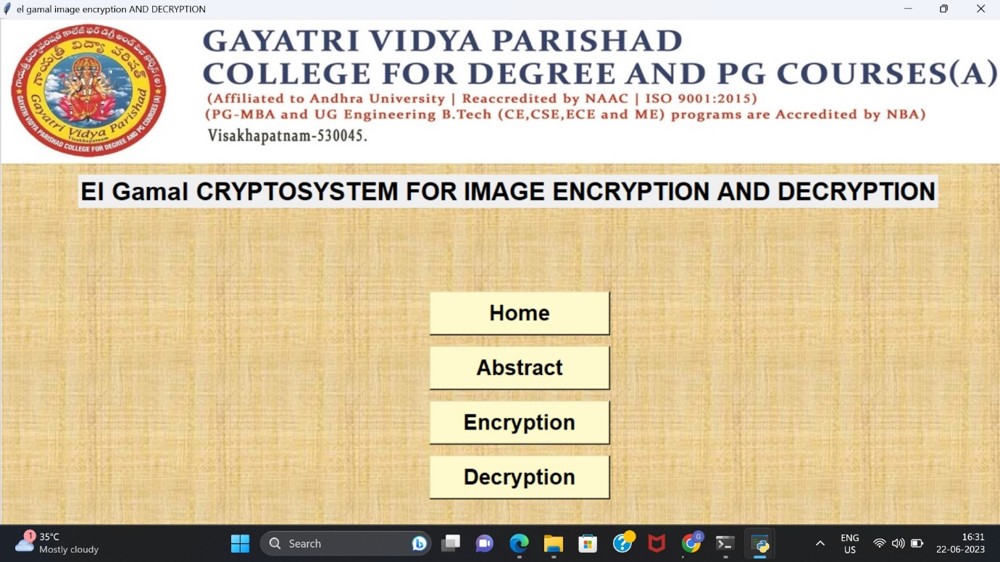 el gamal image encryption AND DECRYPTION
గాయత్రీ విద్యా పరిషత్
Gayatri Vidya Parishad
Visakhapatnam
GAYATRI VIDYA PARISHAD COLLEGE FOR DEGREE AND PG COURSES (A)
GAYATRI VIDYA PARISHAD
COLLEGE FOR DEGREE AND PG COURSES(A)
(Affiliated to Andhra University | Reaccredited by NAAC | ISO 9001:2015)
(PG-MBA and UG Engineering B.Tech (CE,CSE,ECE and ME) programs are Accredited by NBA)
Visakhapatnam-530045.
El Gamal CRYPTOSYSTEM FOR IMAGE ENCRYPTION AND DECRYPTION
Home
Abstract
Encryption
Decryption
1
35°C
Mostly cloudy
Search
G
ENG
US
16:31
22-06-2023